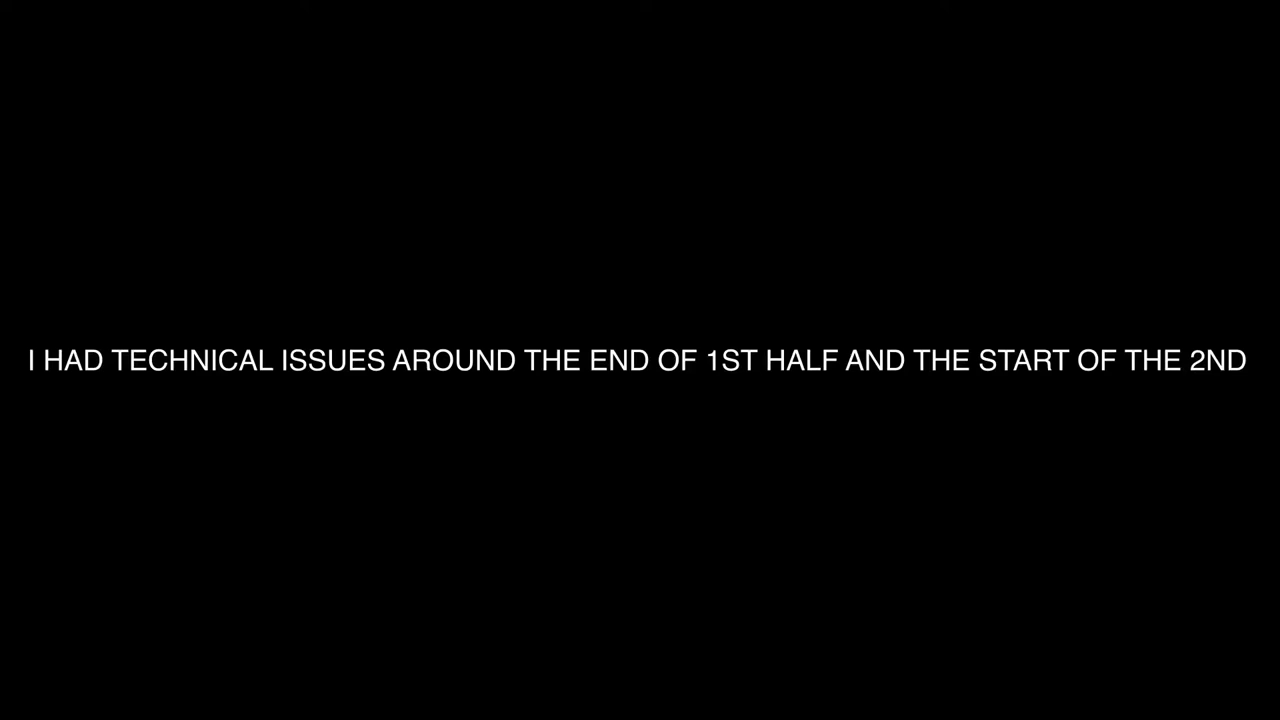 I HAD TECHNICAL ISSUES AROUND THE END OF 1ST HALF AND THE START OF THE 2ND